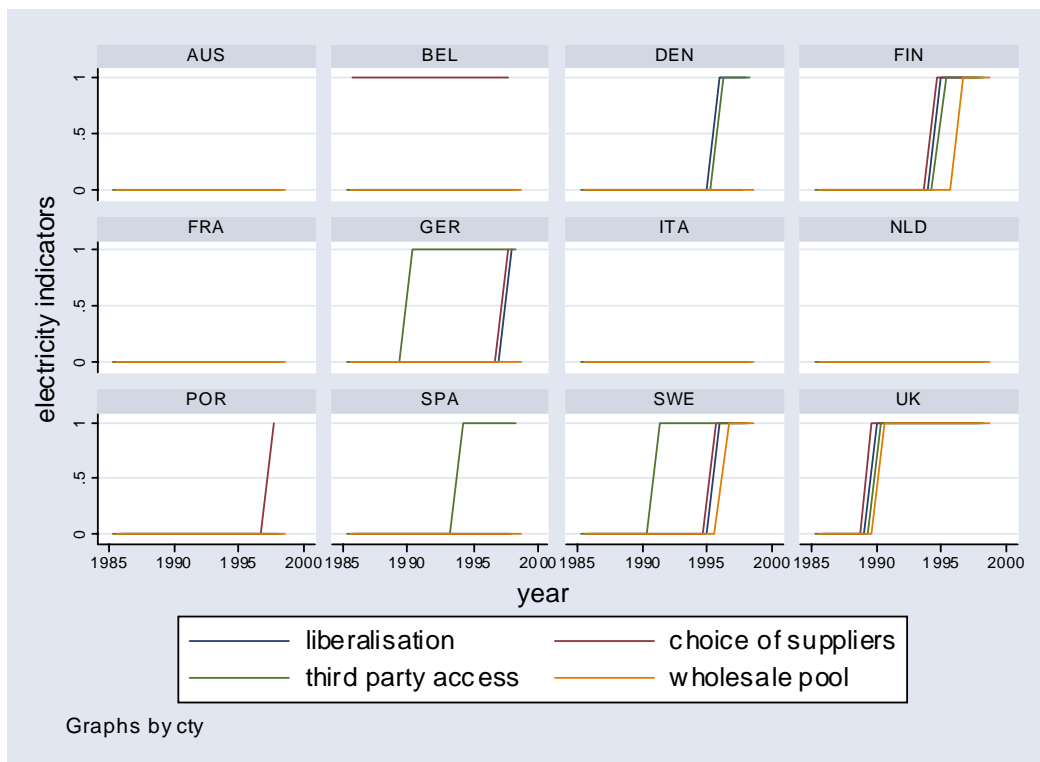 AUS BEL DEN FIN
1
.5
0
FRA GER ITA NLD
1
.5
0
POR SPA SWE UK
1
.5
0
electricity indicators
1985 1990 1995 2000 1985 1990 1995 2000 1985 1990 1995 2000 1985 1990 1995 2000
year
liberalisation choice of suppliers
third party access wholesale pool
Graphs by cty